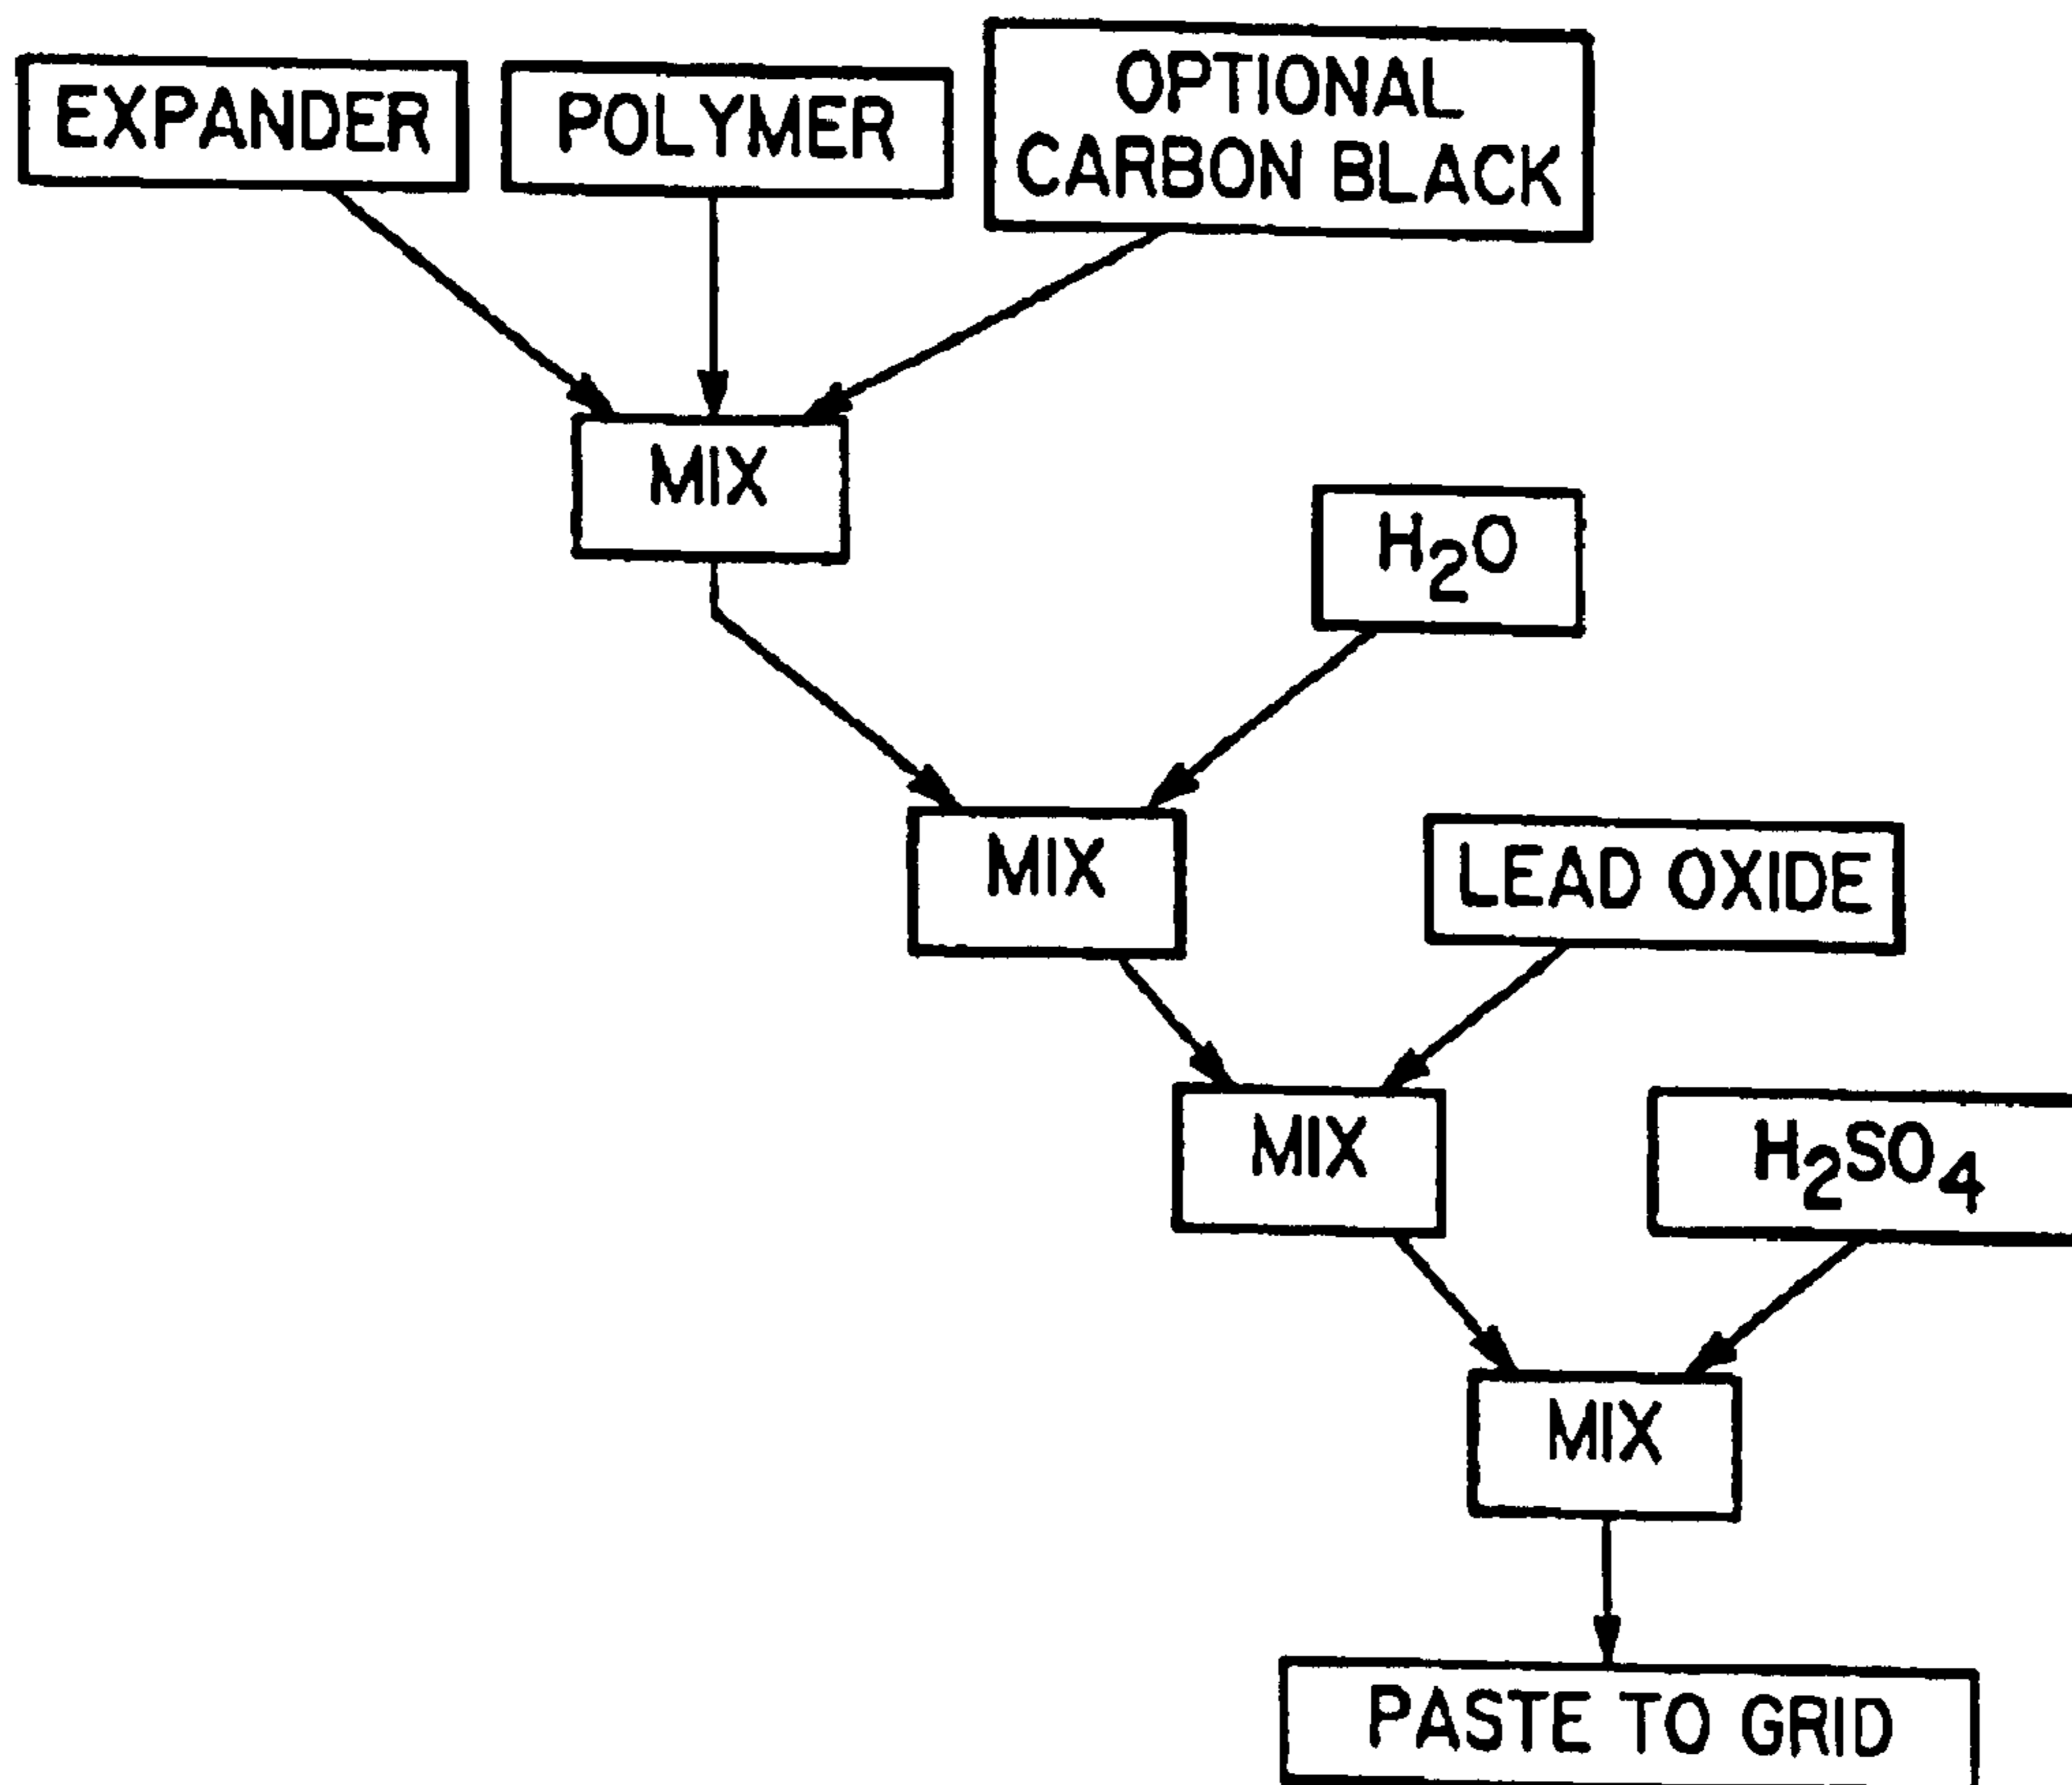 EXPANDER
POLYMER
OPTIONAL
CARBON BLACK
MIX
H₂O
MIX
LEAD OXIDE
MIX
H₂SO₄
MIX
PASTE TO GRID